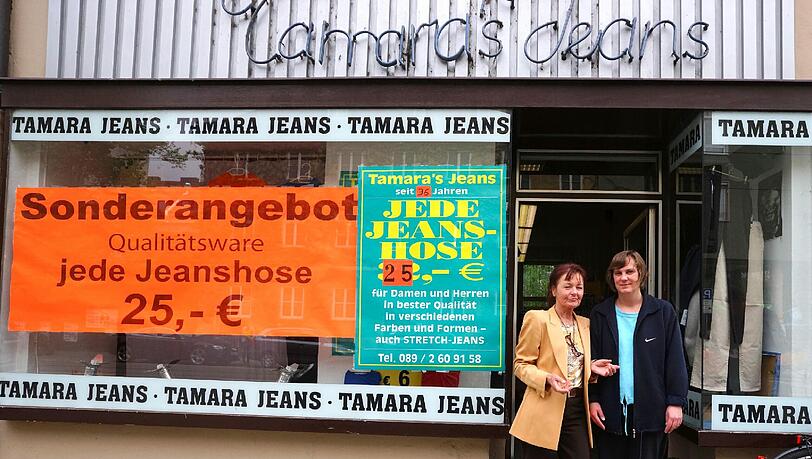 Tamara's Jeans
TAMARA JEANS · TAMARA JEANS · TAMARA JEANS
TAMARA
Sonderangebot
Qualitätsware
jede Jeanshose
25,- €
Tamara's Jeans
seit 36 Jahren
JEDE
JEANS-
HOSE
25,- €
für Damen und Herren
in bester Qualität
in verschiedenen
Farben und Formen –
auch STRETCH-JEANS
Tel. 089 / 2 60 91 58
€ 6
TAMARA JEANS · TAMARA JEANS · TAMARA JEANS
TAMARA